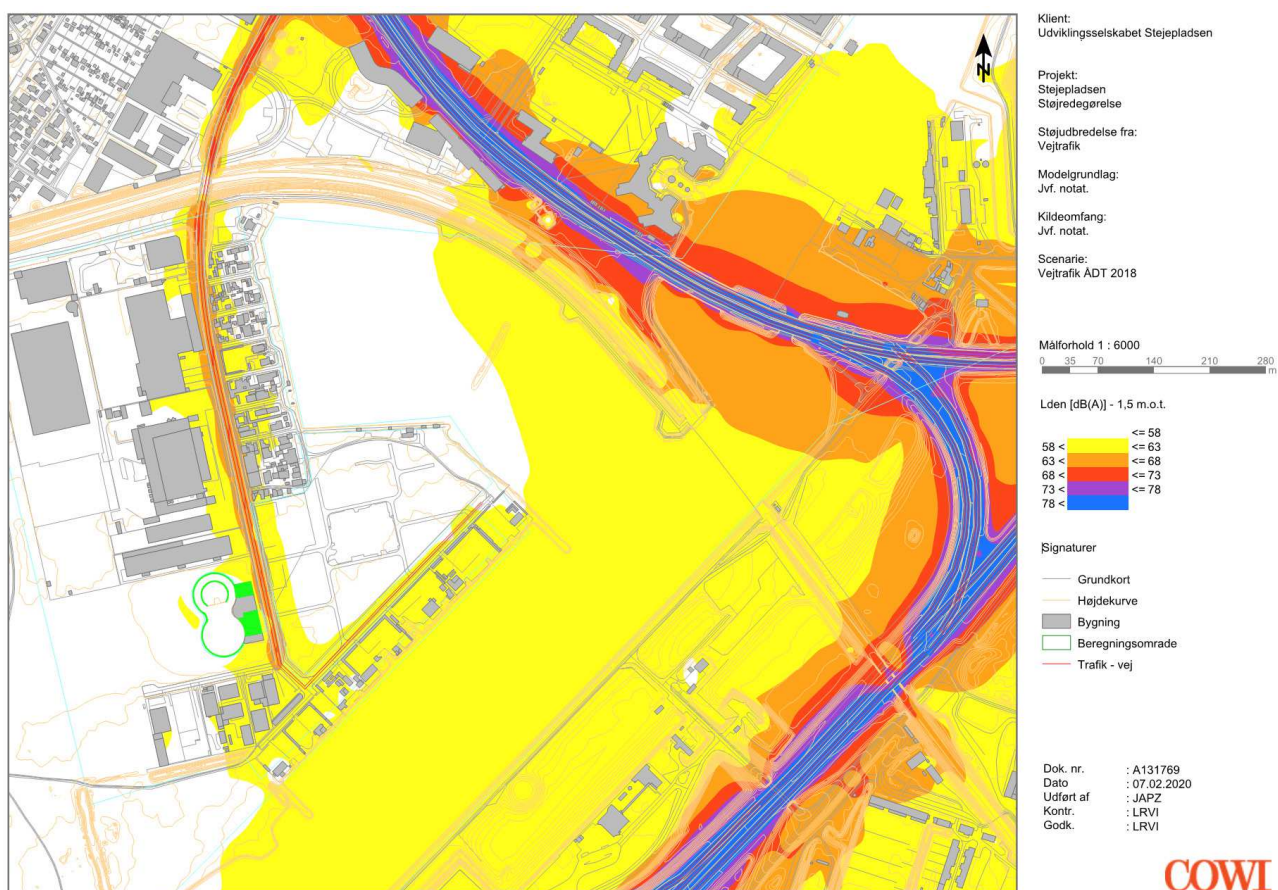 Klient:
Udviklingsselskabet Stejepladsen
Projekt:
Stejepladsen
Støjredegørelse
Støjudbredelse fra:
Vejtrafik
Modelgrundlag:
Jvf. notat.
Kildeomfang:
Jvf. notat.
Scenarie:
Vejtrafik ÅDT 2018
N
Målforhold 1 : 6000
0 35 70 140 210 280
m
Lden [dB(A)] - 1,5 m.o.t.
<= 58
58 < <= 63
63 < <= 68
68 < <= 73
73 < <= 78
78 <
Signaturer
Grundkort
Højdekurve
Bygning
Beregningsområde
Trafik - vej
Dok. nr. : A131769
Dato : 07.02.2020
Udført af : JAPZ
Kontr. : LRVI
Godk. : LRVI
COWI